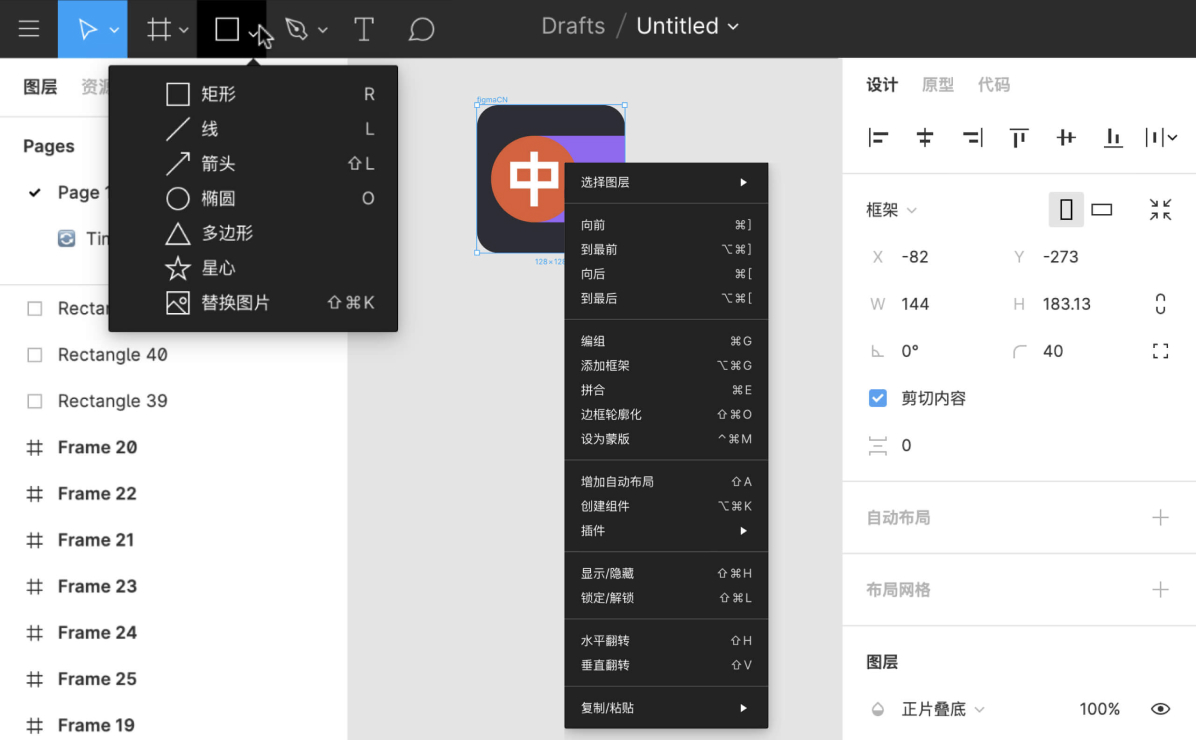 Drafts / Untitled
图层 资源
Pages
Page 1
Rectangle 40
Rectangle 39
Frame 20
Frame 22
Frame 21
Frame 23
Frame 24
Frame 25
Frame 19
矩形 R
线 L
箭头 ⇧L
椭圆 O
多边形
星心
替换图片 ⇧⌘K
figmaCN
中
选择图层
向前 ⌘]
到最前 ⌥⌘]
向后 ⌘[
到最后 ⌥⌘[
编组 ⌘G
添加框架 ⌥⌘G
拼合 ⌘E
边框轮廓化 ⇧⌘O
设为蒙版 ^⌘M
增加自动布局 ⇧A
创建组件 ⌥⌘K
插件
显示/隐藏 ⇧⌘H
锁定/解锁 ⇧⌘L
水平翻转 ⇧H
垂直翻转 ⇧V
复制/粘贴
设计 原型 代码
框架
X -82 Y -273
W 144 H 183.13
0° 40
剪切内容
0
自动布局
布局网格
图层
正片叠底 100%